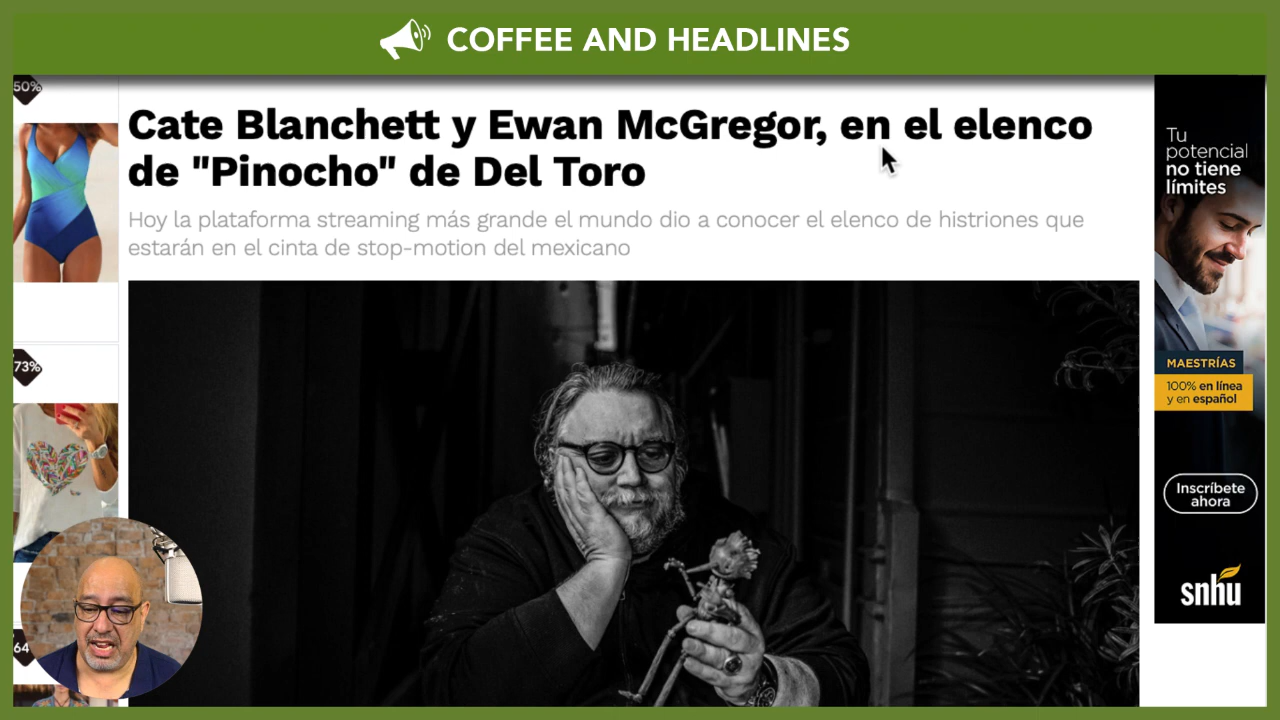 COFFEE AND HEADLINES
50%
Cate Blanchett y Ewan McGregor, en el elenco
de "Pinocho" de Del Toro
Hoy la plataforma streaming más grande el mundo dio a conocer el elenco de histriones que
estarán en el cinta de stop-motion del mexicano
73%
64
Tu
potencial
no tiene
límites
MAESTRÍAS
100% en línea
y en español
Inscríbete
ahora
snhu